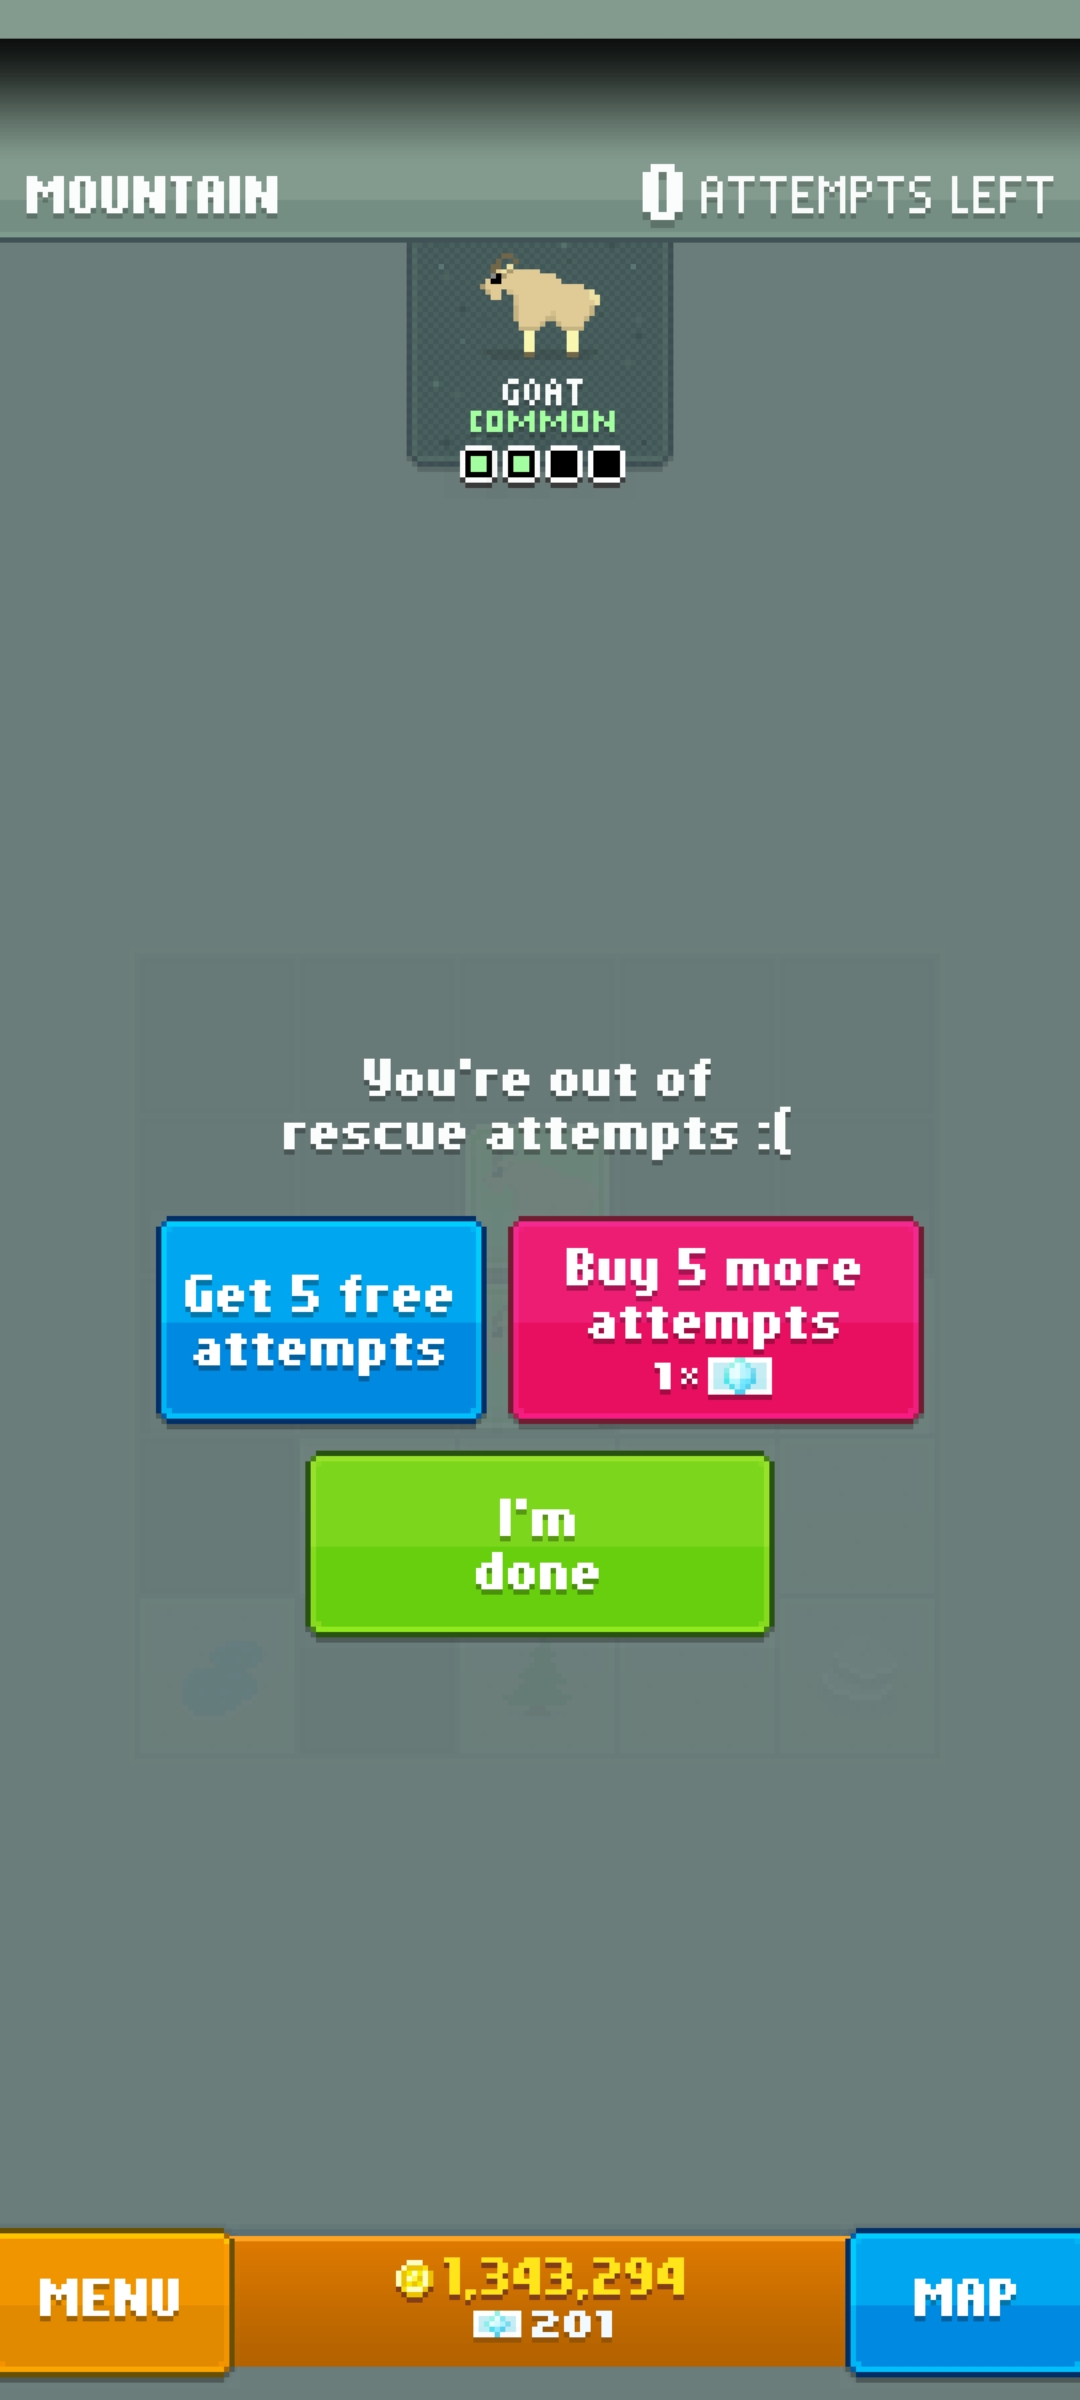 MOUNTAIN
0 ATTEMPTS LEFT
GOAT
COMMON
You're out of
rescue attempts :(
Get 5 free
attempts
Buy 5 more
attempts
1×
I'm
done
MENU
1,343,294
201
MAP